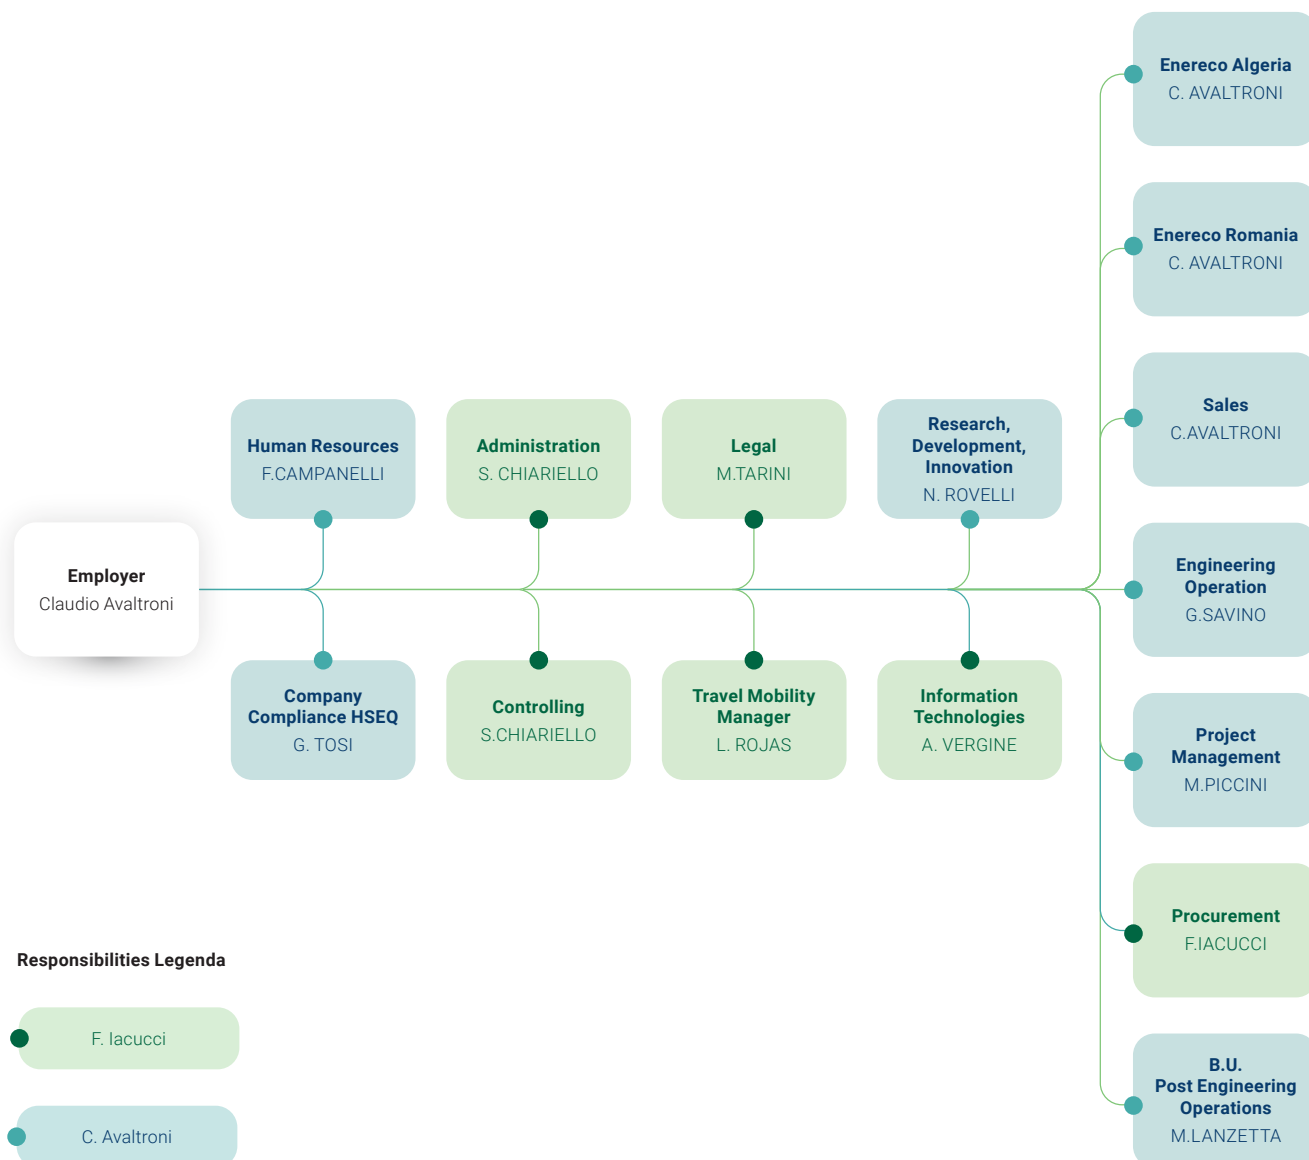 Enereco Algeria
C. AVALTRONI
Enereco Romania
C. AVALTRONI
Sales
C.AVALTRONI
Human Resources
F.CAMPANELLI
Administration
S. CHIARIELLO
Legal
M.TARINI
Research,
Development,
Innovation
N. ROVELLI
Employer
Claudio Avaltroni
Engineering
Operation
G.SAVINO
Company
Compliance HSEQ
G. TOSI
Controlling
S.CHIARIELLO
Travel Mobility
Manager
L. ROJAS
Information
Technologies
A. VERGINE
Project
Management
M.PICCINI
Procurement
F.IACUCCI
B.U.
Post Engineering
Operations
M.LANZETTA
Responsibilities Legenda
F. Iacucci
C. Avaltroni